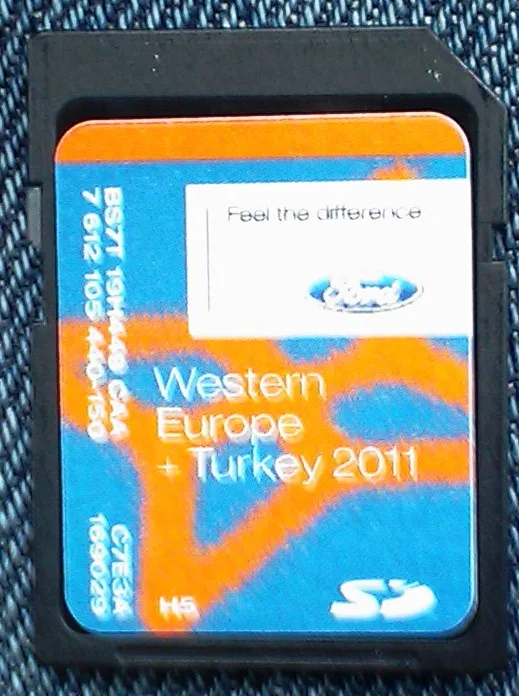 Feel the difference
Ford
Western
Europe
+ Turkey 2011
H5
SD
BS7T 19H449 CAA
7 612 105 440-150
C7E3A
169029